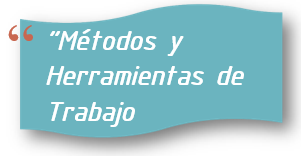 “Métodos y
Herramientas de
Trabajo